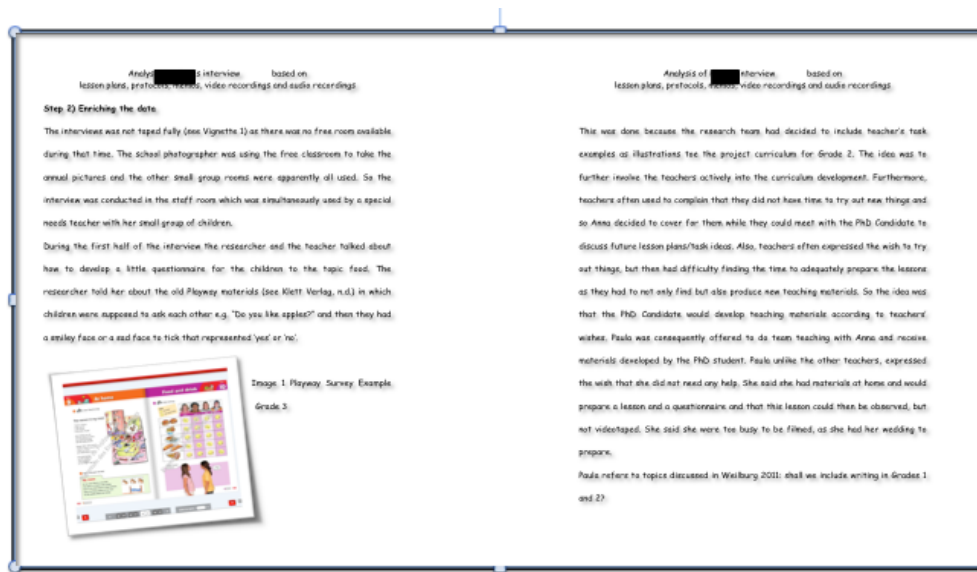 Analys s interview based on
lesson plans, protocols, memos, video recordings and audio recordings
Step 2) Enriching the data
The interviews was not taped fully (see Vignette 1) as there was no free room available
during that time. The school photographer was using the free classroom to take the
annual pictures and the other small group rooms were apparently all used. So the
interview was conducted in the staff room which was simultaneously used by a special
needs teacher with her small group of children.
During the first half of the interview the researcher and the teacher talked about
how to develop a little questionnaire for the children to the topic food. The
researcher told her about the old Playway materials (see Klett Verlag, n.d.) in which
children were supposed to ask each other e.g. "Do you like apples?" and then they had
a smiley face or a sad face to tick that represented 'yes' or 'no'.
Image 1 Playway Survey Example
Grade 3
Analysis of nterview based on
lesson plans, protocols, memos, video recordings and audio recordings
This was done because the research team had decided to include teacher's task
examples as illustrations toe the project curriculum for Grade 2. The idea was to
further involve the teachers actively into the curriculum development. Furthermore,
teachers often used to complain that they did not have time to try out new things and
so Anna decided to cover for them while they could meet with the PhD Candidate to
discuss future lesson plans/task ideas. Also, teachers often expressed the wish to try
out things, but then had difficulty finding the time to adequately prepare the lessons
as they had to not only find but also produce new teaching materials. So the idea was
that the PhD Candidate would develop teaching materials according to teachers'
wishes. Paula was consequently offered to do team teaching with Anna and receive
materials developed by the PhD student. Paula unlike the other teachers, expressed
the wish that she did not need any help. She said she had materials at home and would
prepare a lesson and a questionnaire and that this lesson could then be observed, but
not videotaped. She said she were too busy to be filmed, as she had her wedding to
prepare.
Paula refers to topics discussed in Weilburg 2011: shall we include writing in Grades 1
and 2?